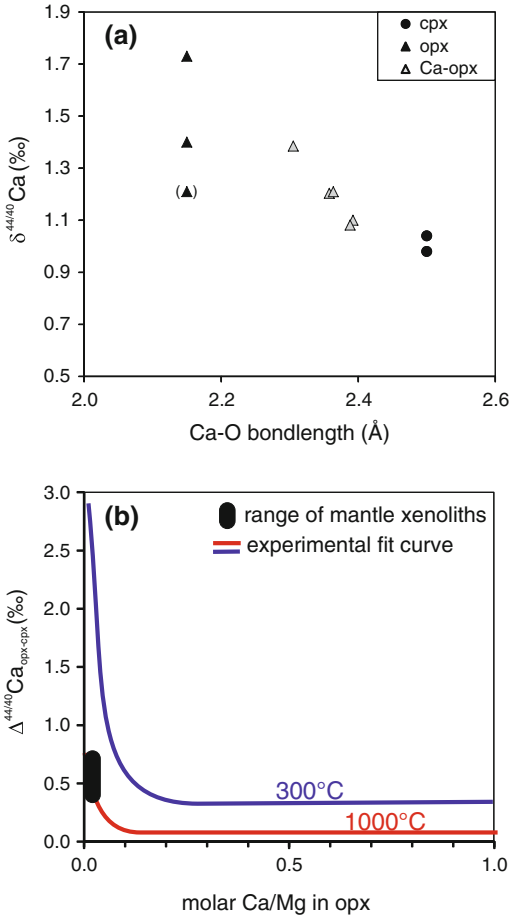 (a)
cpx
opx
Ca-opx
1.9
1.7
1.5
1.3
1.1
0.9
0.7
0.5
δ44/40Ca (‰)
( )
2.0 2.2 2.4 2.6
Ca-O bondlength (Å)
(b)
range of mantle xenoliths
experimental fit curve
3.0
2.5
2.0
1.5
1.0
0.5
0.0
Δ44/40Caopx-cpx(‰)
300°C
1000°C
0.0 0.5 1.0
molar Ca/Mg in opx